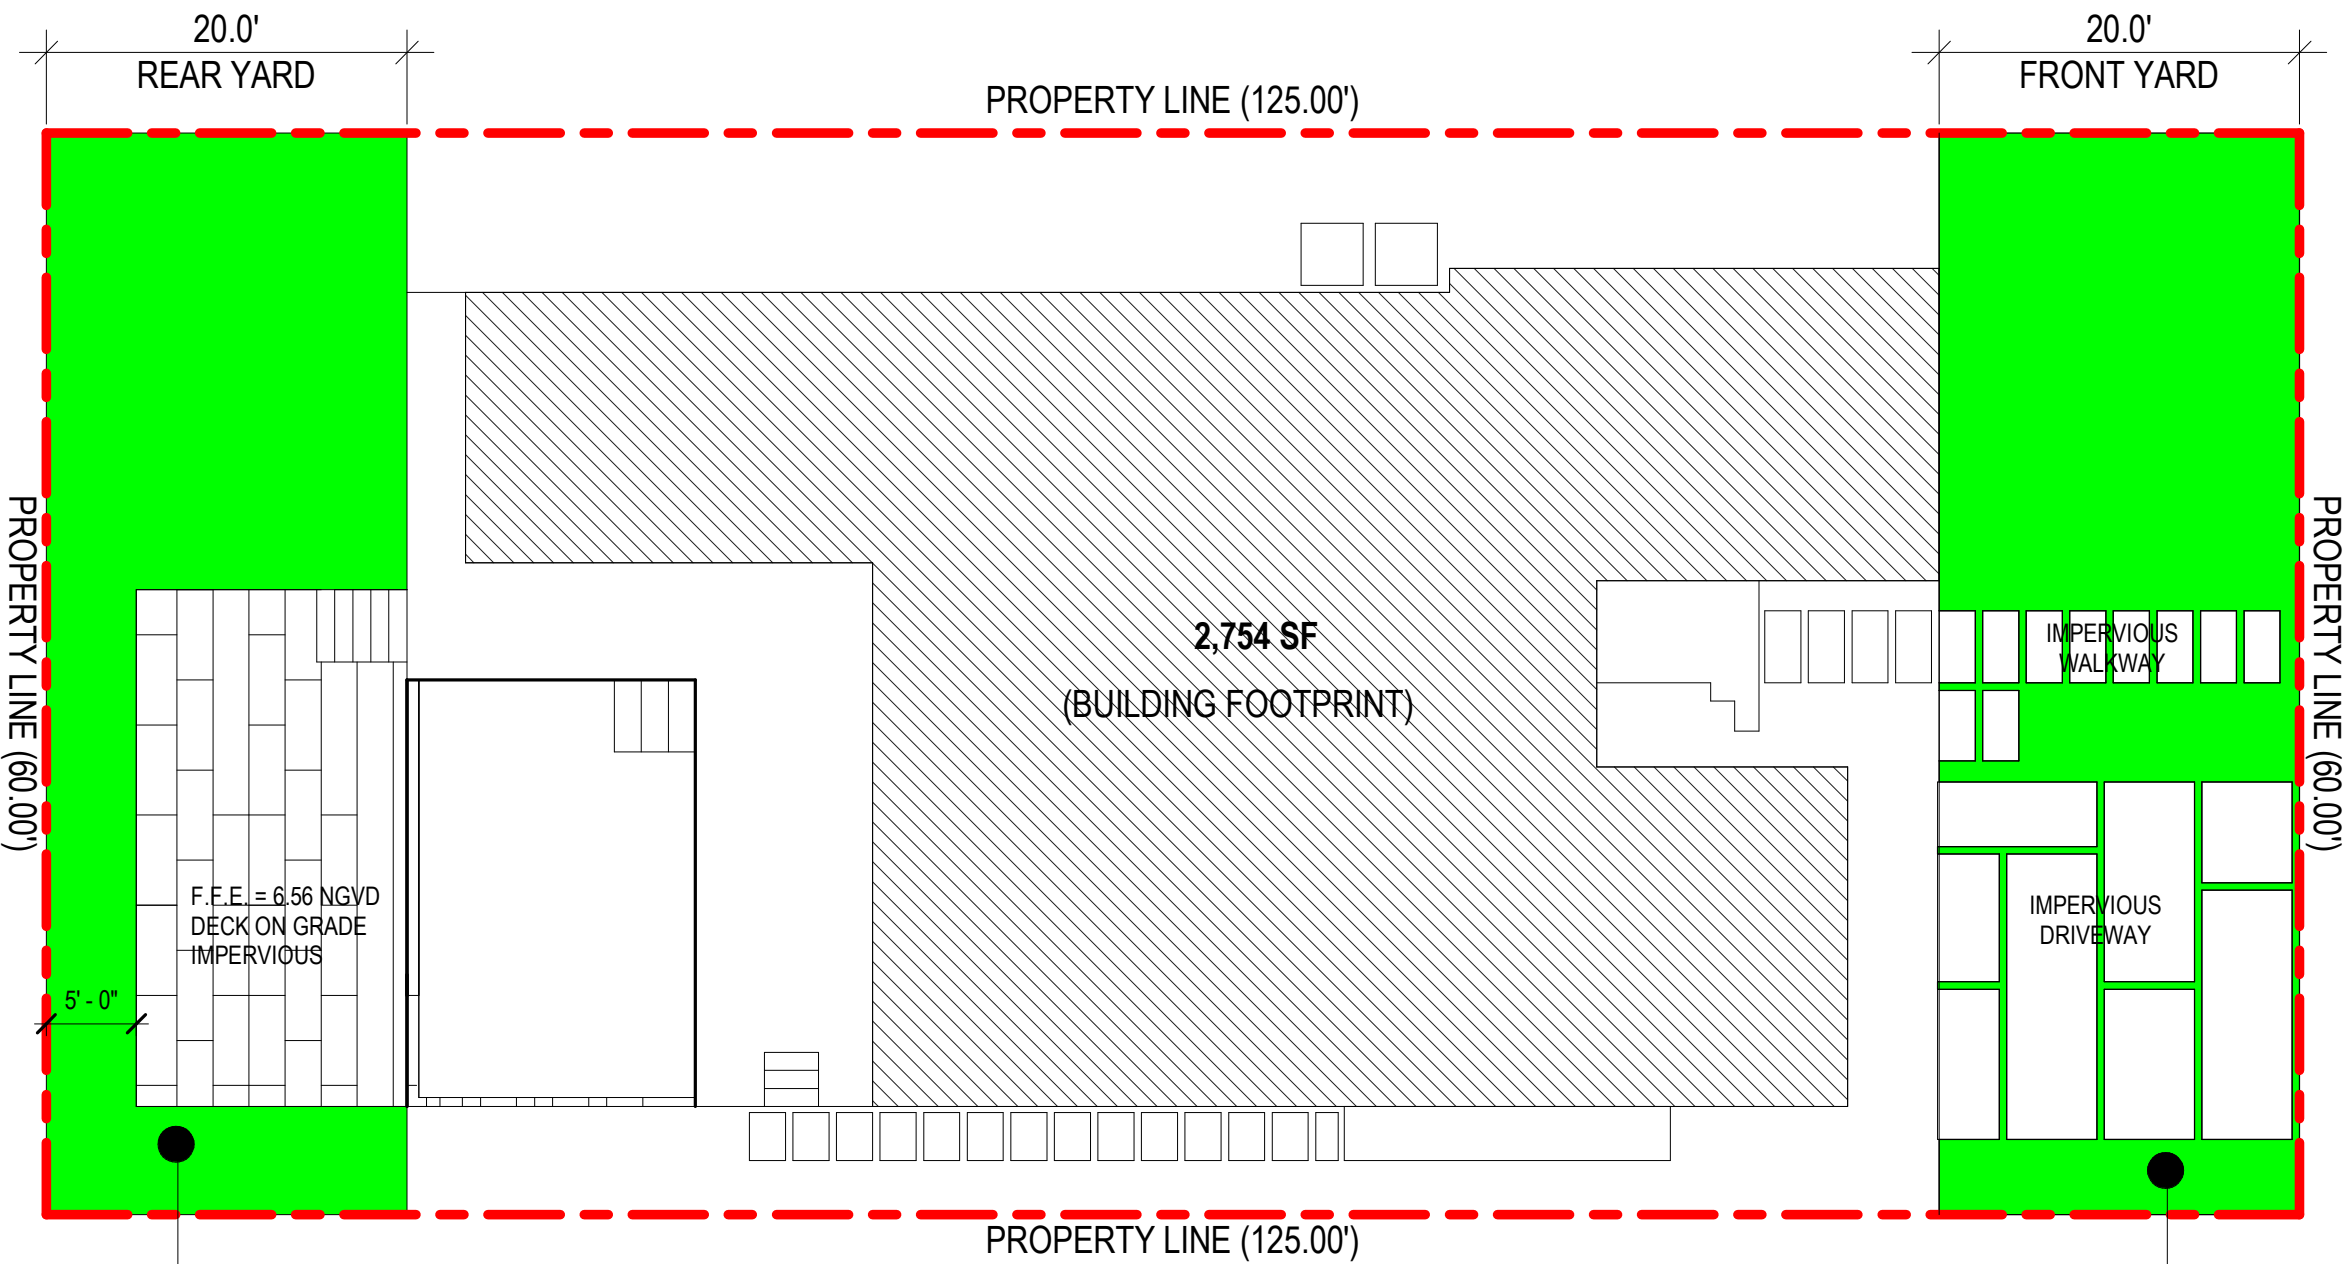 20.0'
REAR YARD
20.0'
FRONT YARD
PROPERTY LINE (125.00')
PROPERTY LINE (60.00')
PROPERTY LINE (60.00')
2,754 SF
(BUILDING FOOTPRINT)
IMPERVIOUS
WALKWAY
F.F.E. = 6.56 NGVD
DECK ON GRADE
IMPERVIOUS
IMPERVIOUS
DRIVEWAY
5' - 0"
PROPERTY LINE (125.00')